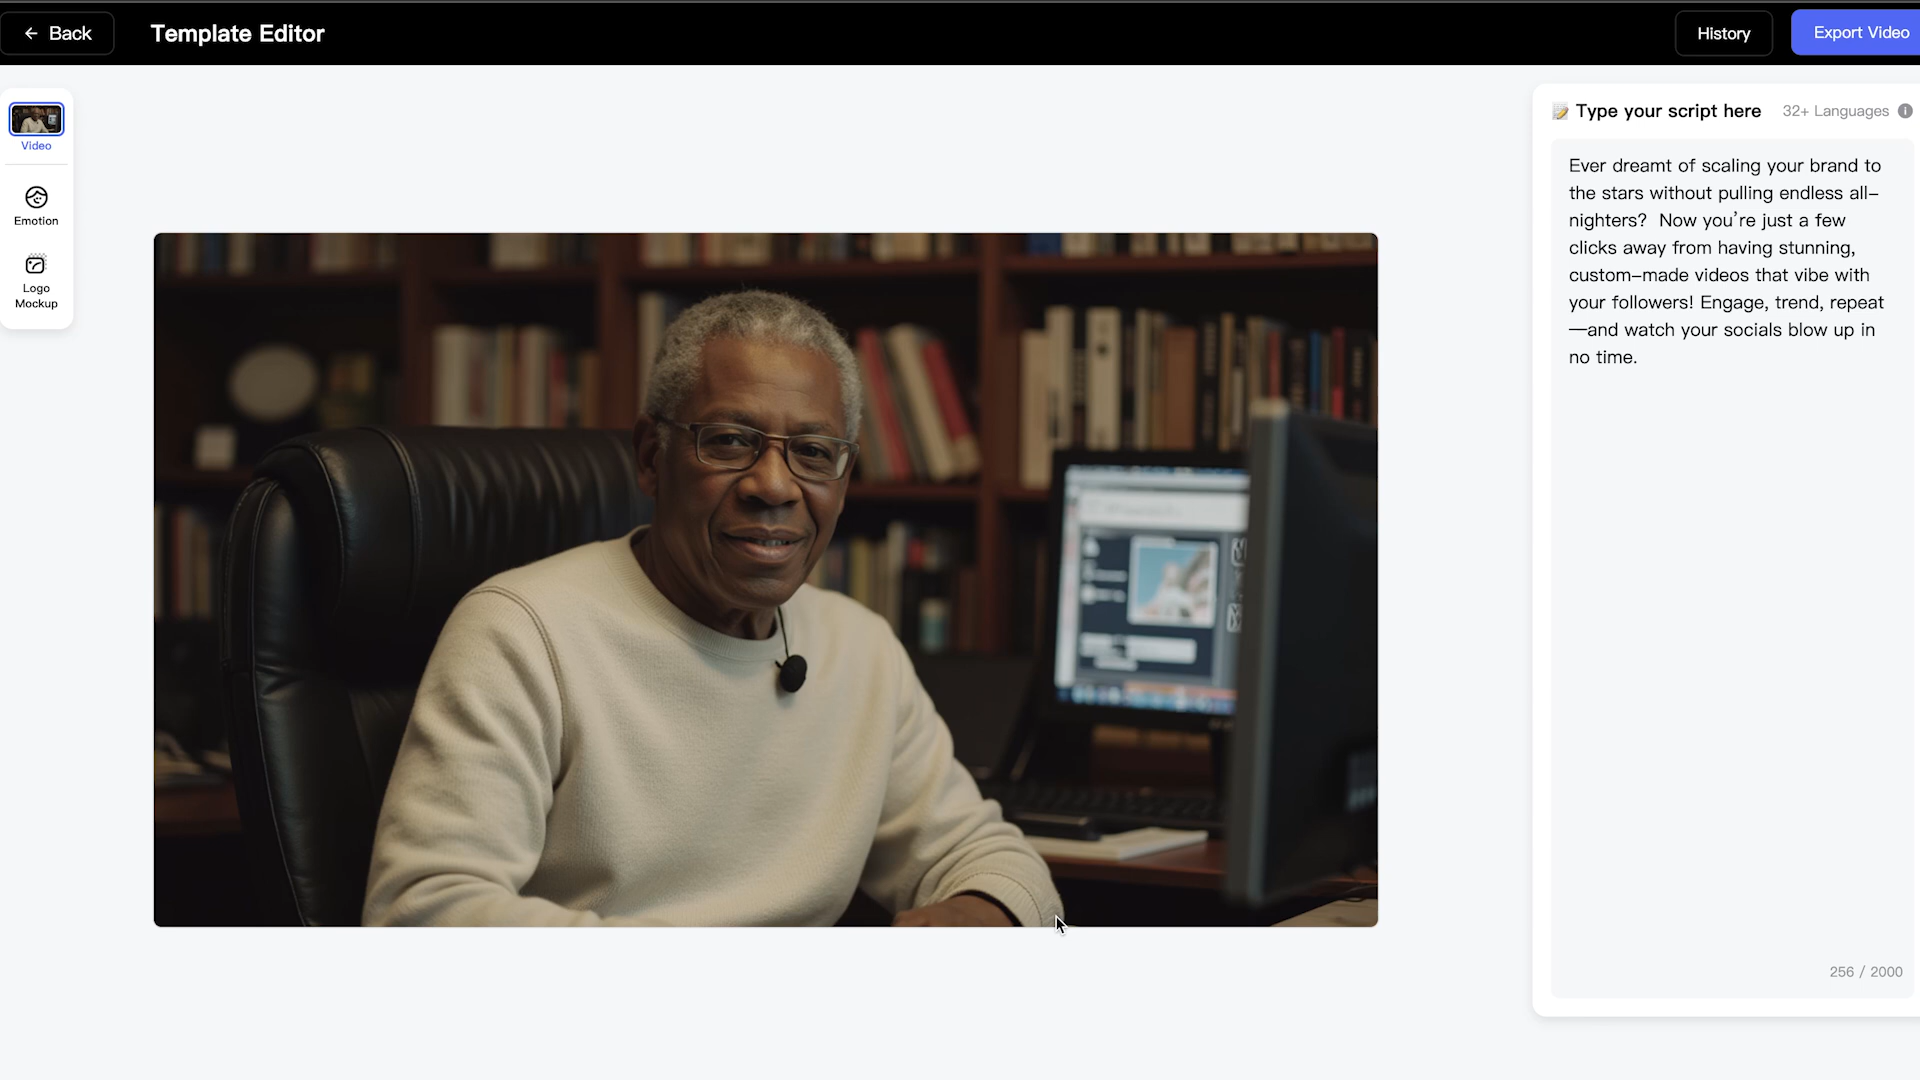 Back
Template Editor
History
Export Video
Video
Emotion
Logo
Mockup
Type your script here
32+ Languages
Ever dreamt of scaling your brand to
the stars without pulling endless all-
nighters?  Now you’re just a few
clicks away from having stunning,
custom-made videos that vibe with
your followers! Engage, trend, repeat
—and watch your socials blow up in
no time.
256 / 2000